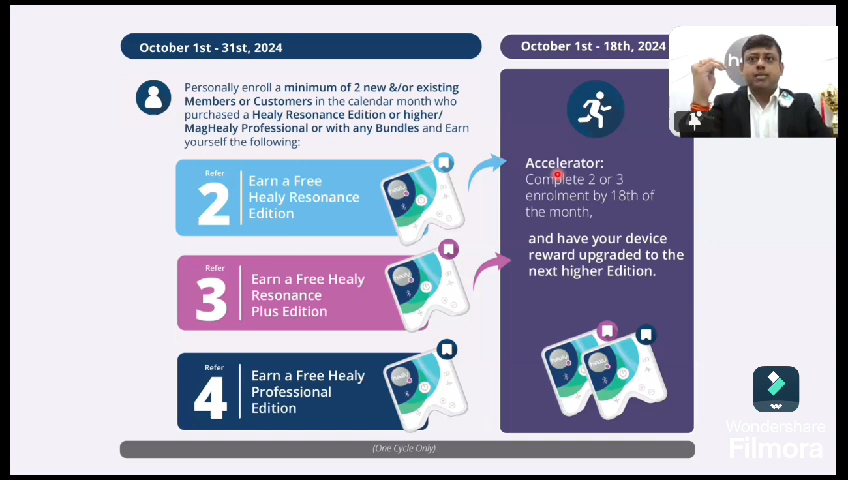 October 1st - 31st, 2024
Personally enroll a minimum of 2 new &/or existing
Members or Customers in the calendar month who
purchased a Healy Resonance Edition or higher/
MagHealy Professional or with any Bundles and Earn
yourself the following:
Refer
2
Earn a Free
Healy Resonance
Edition
Refer
3
Earn a Free Healy
Resonance
Plus Edition
Refer
4
Earn a Free Healy
Professional
Edition
October 1st - 18th, 2024
Accelerator:
Complete 2 or 3
enrolment by 18th of
the month,
and have your device
reward upgraded to the
next higher Edition.
(One Cycle Only)
Wondershare
Filmora